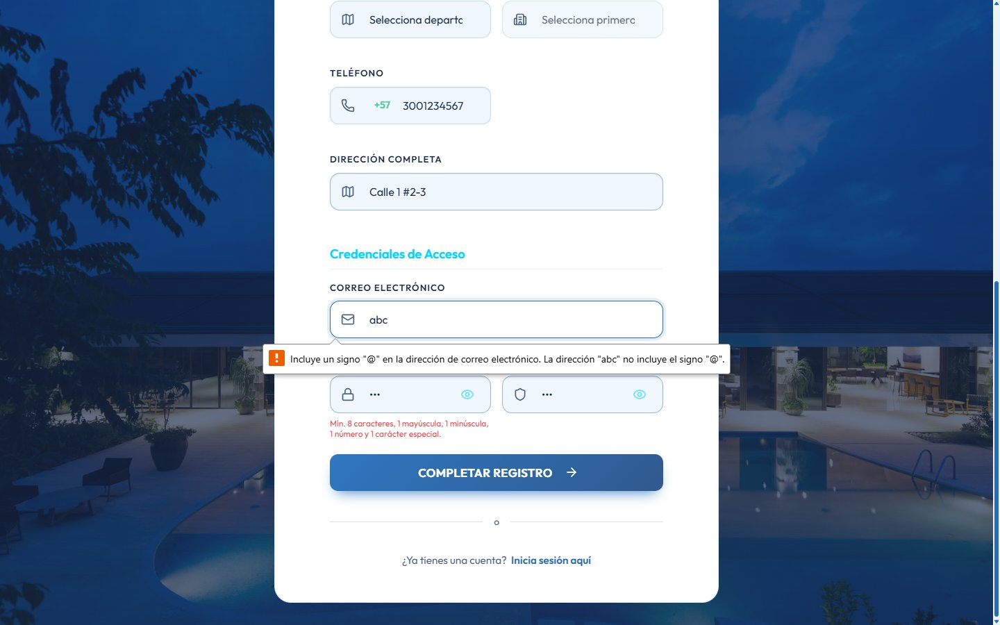 Selecciona departc
Selecciona primero
TELÉFONO
+57 3001234567
DIRECCIÓN COMPLETA
Calle 1 #2-3
Credenciales de Acceso
CORREO ELECTRÓNICO
abc
Incluye un signo "@" en la dirección de correo electrónico. La dirección "abc" no incluye el signo "@".
Mín. 8 caracteres, 1 mayúscula, 1 minúscula,
1 número y 1 carácter especial.
COMPLETAR REGISTRO
o
¿Ya tienes una cuenta? Inicia sesión aquí